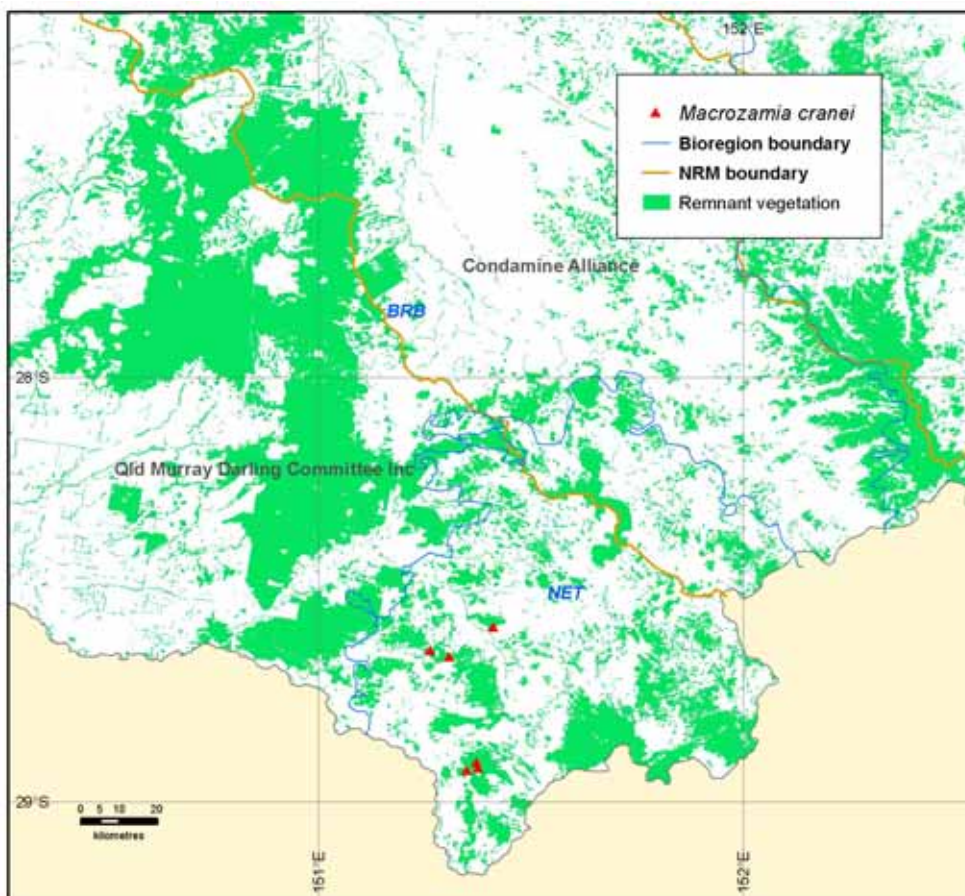 152°E
Macrozamia cranei
Bioregion boundary
NRM boundary
Remnant vegetation
Condamine Alliance
BRB
28°S
Qld Murray Darling Committee Inc
NET
29°S
0 5 10 20
kilometres
151°E
152°E